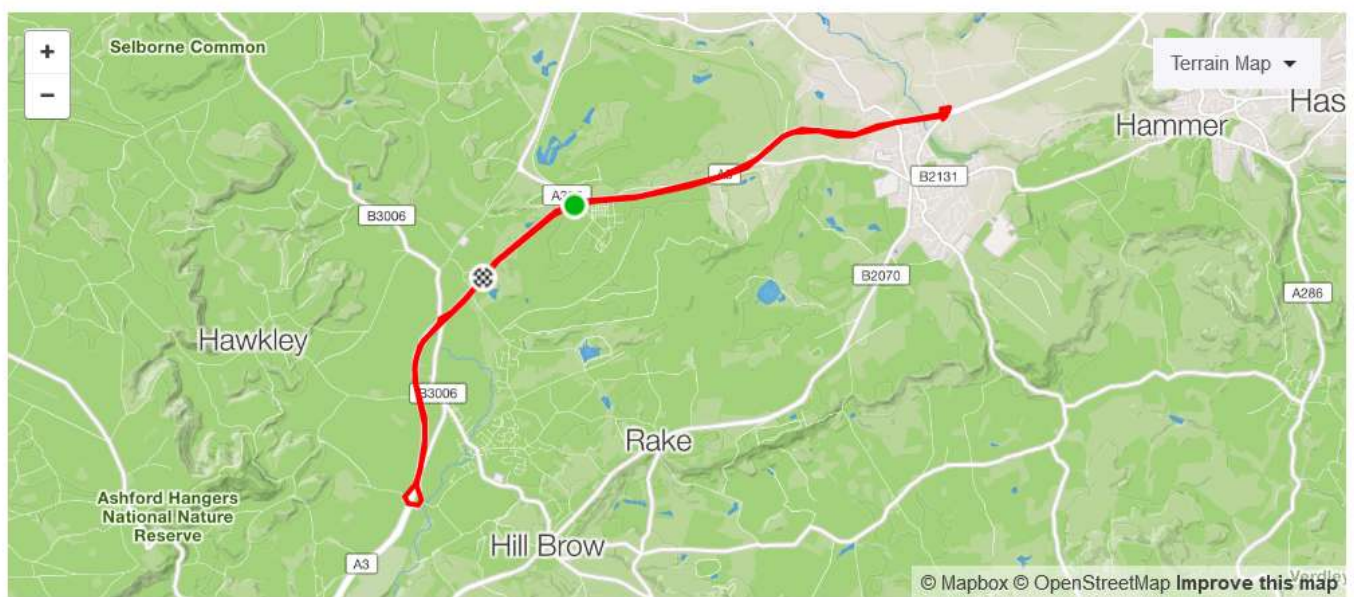 +
−
Selborne Common
Terrain Map
Has
Hammer
B2131
B3006
B2070
A286
Hawkley
B3006
Rake
Ashford Hangers
National Nature
Reserve
Hill Brow
A3
© Mapbox © OpenStreetMap Improve this map